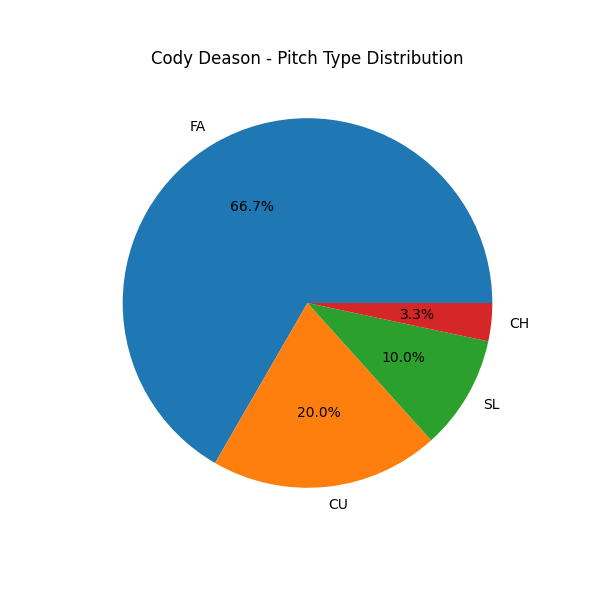 Cody Deason - Pitch Type Distribution
FA
66.7%
3.3%
CH
10.0%
SL
20.0%
CU